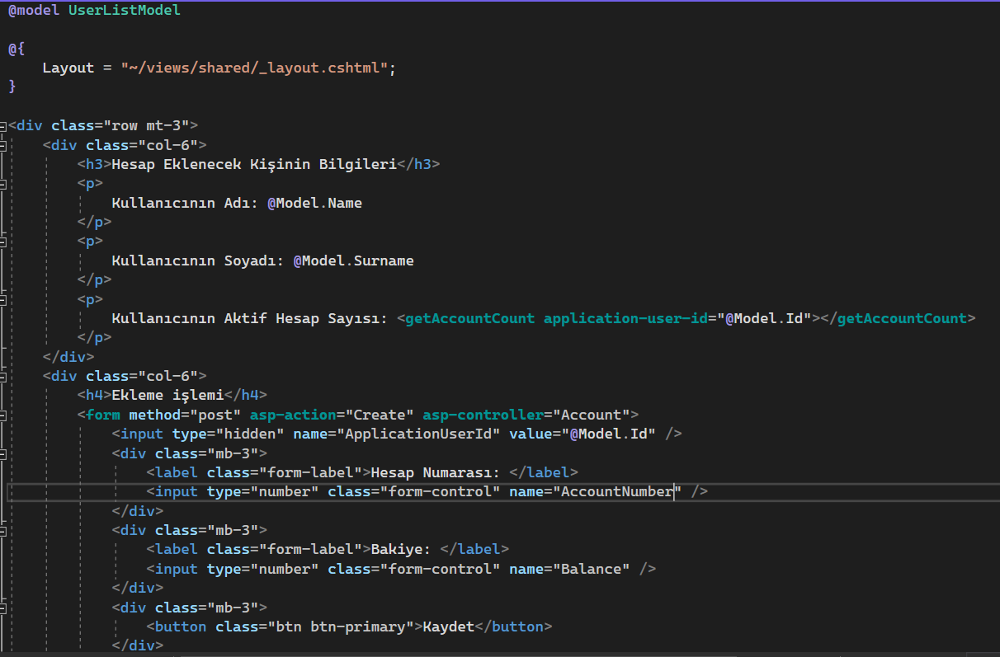 @model UserListModel
@{
Layout = "~/views/shared/_layout.cshtml";
}
<div class="row mt-3">
<div class="col-6">
<h3>Hesap Eklenecek Kişinin Bilgileri</h3>
<p>
Kullanıcının Adı: @Model.Name
</p>
<p>
Kullanıcının Soyadı: @Model.Surname
</p>
<p>
Kullanıcının Aktif Hesap Sayısı: <getAccountCount application-user-id="@Model.Id"></getAccountCount>
</p>
</div>
<div class="col-6">
<h4>Ekleme işlemi</h4>
<form method="post" asp-action="Create" asp-controller="Account">
<input type="hidden" name="ApplicationUserId" value="@Model.Id" />
<div class="mb-3">
<label class="form-label">Hesap Numarası: </label>
<input type="number" class="form-control" name="AccountNumber" />
</div>
<div class="mb-3">
<label class="form-label">Bakiye: </label>
<input type="number" class="form-control" name="Balance" />
</div>
<div class="mb-3">
<button class="btn btn-primary">Kaydet</button>
</div>